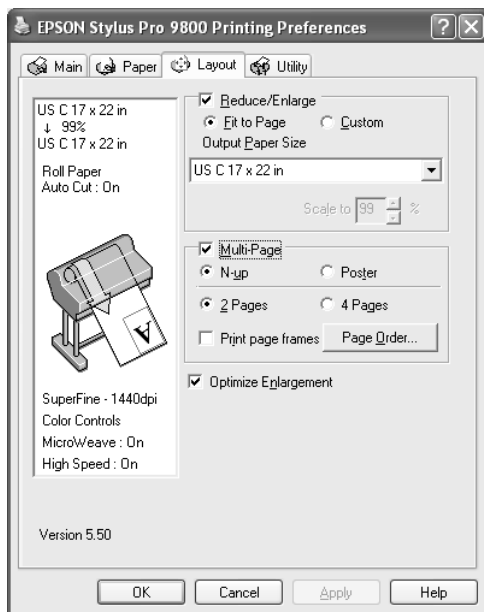 EPSON Stylus Pro 9800 Printing Preferences
Main Paper Layout Utility
US C 17 x 22 in
↓ 99%
US C 17 x 22 in
Roll Paper
Auto Cut : On
A
SuperFine - 1440dpi
Color Controls
MicroWeave : On
High Speed : On
Version 5.50
Reduce/Enlarge
Fit to Page Custom
Output Paper Size
US C 17 x 22 in
Scale to 99 %
Multi-Page
N-up Poster
2 Pages 4 Pages
Print page frames Page Order...
Optimize Enlargement
OK Cancel Apply Help